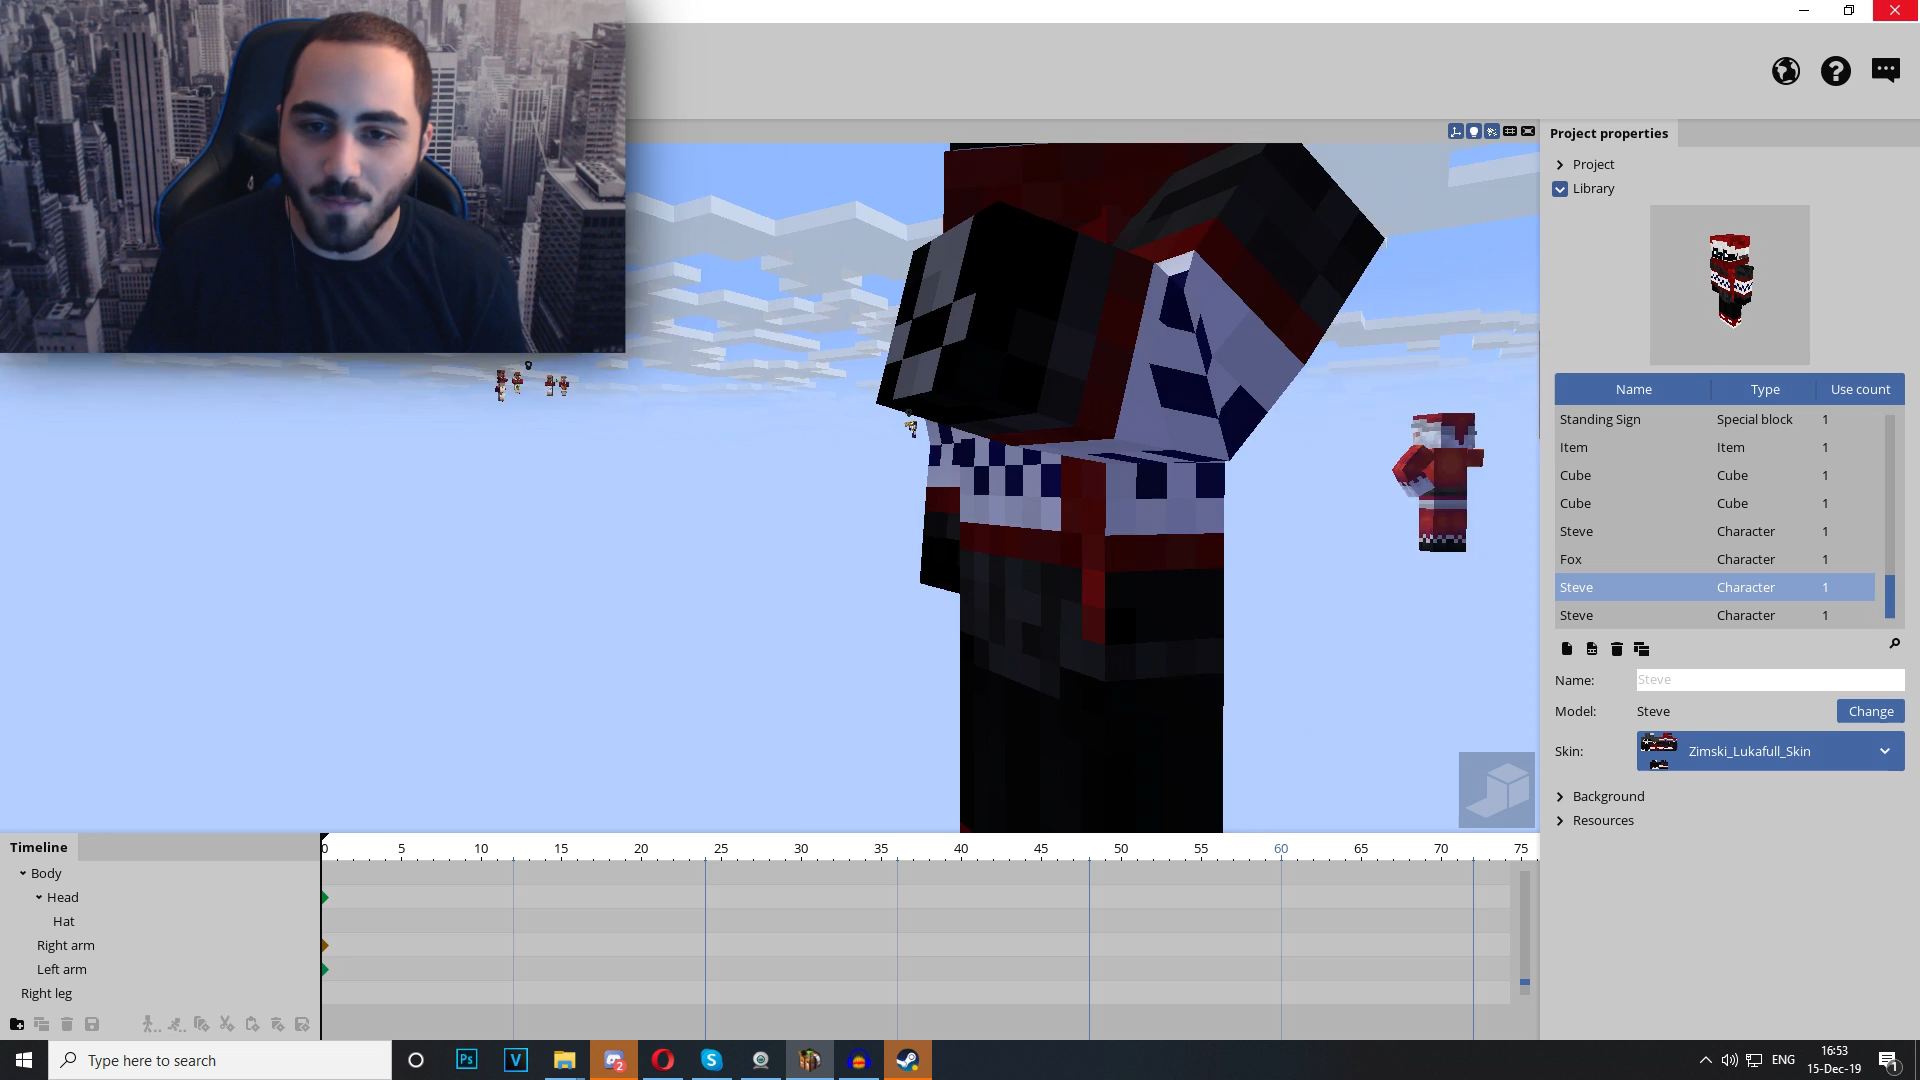 Project properties
Project
Library
Name Type Use count
Standing Sign Special block 1
Item Item 1
Cube Cube 1
Cube Cube 1
Steve Character 1
Fox Character 1
Steve Character 1
Steve Character 1
Name: Steve
Model: Steve Change
Skin: Zimski_Lukafull_Skin
Background
Resources
Timeline
0 5 10 15 20 25 30 35 40 45 50 55 60 65 70 75
Body
Head
Hat
Right arm
Left arm
Right leg
Type here to search
Ps
V
2
S
ENG
16:53
15-Dec-19
1